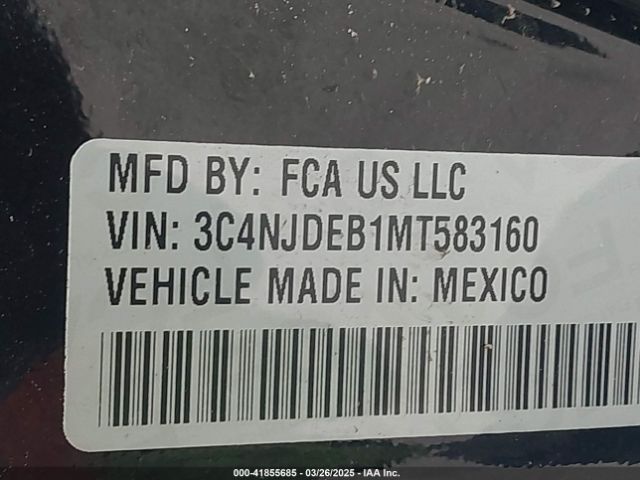 MFD BY: FCA US LLC
VIN: 3C4NJDEB1MT583160
VEHICLE MADE IN: MEXICO
000-41855685 - 03/26/2025 - IAA Inc.